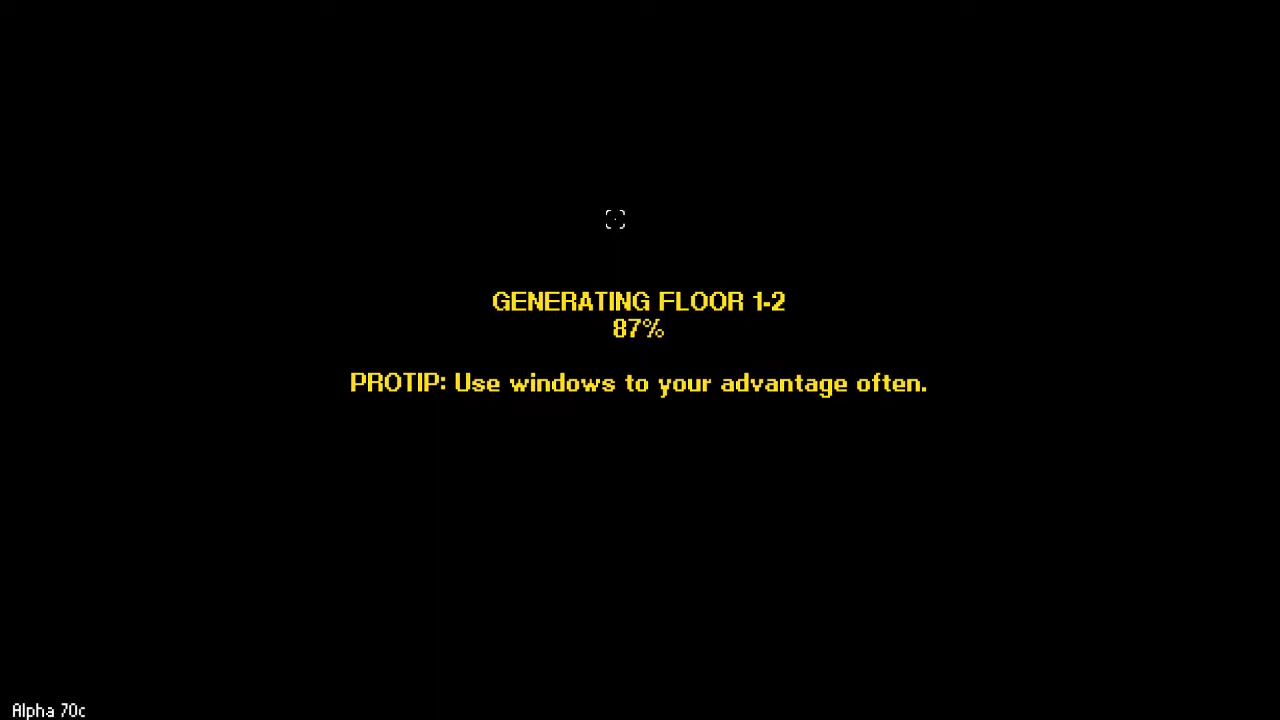 GENERATING FLOOR 1-2
87%
PROTIP: Use windows to your advantage often.
Alpha 70c